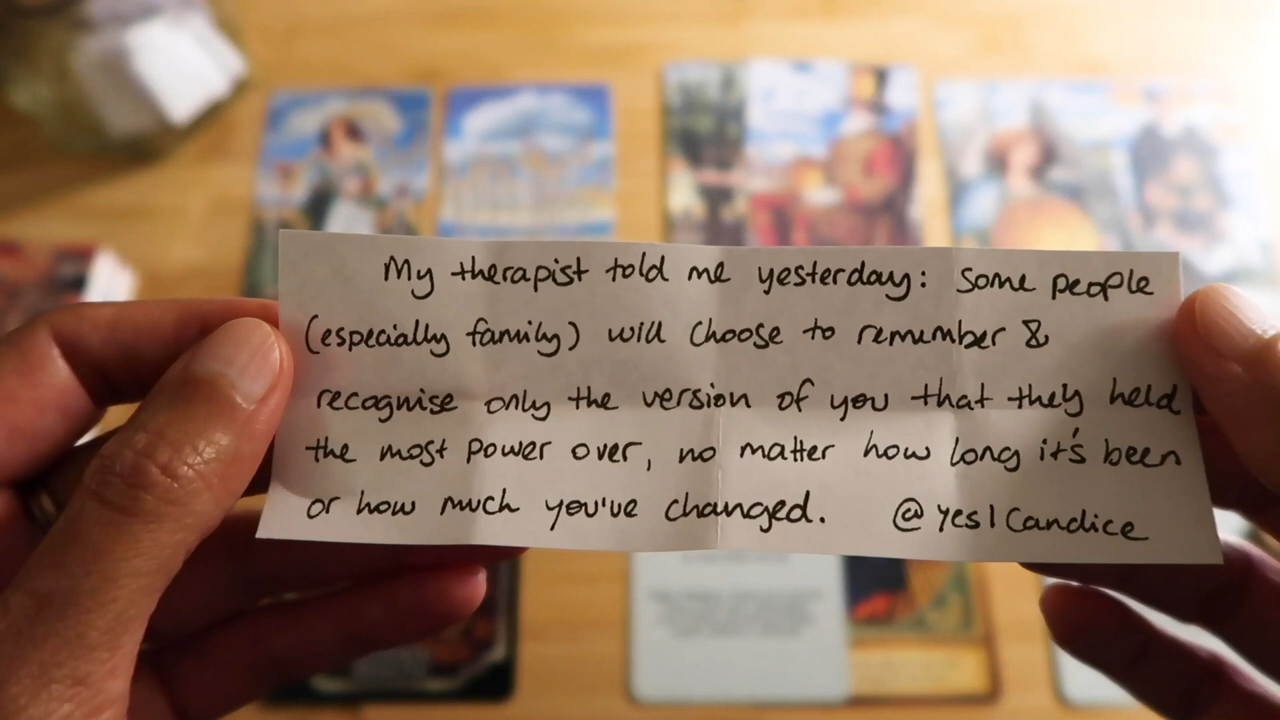 My therapist told me yesterday: Some people
(especially family) will choose to remember &
recognise only the version of you that they held
the most power over, no matter how long it's been
or how much you've changed. @yes1Candice